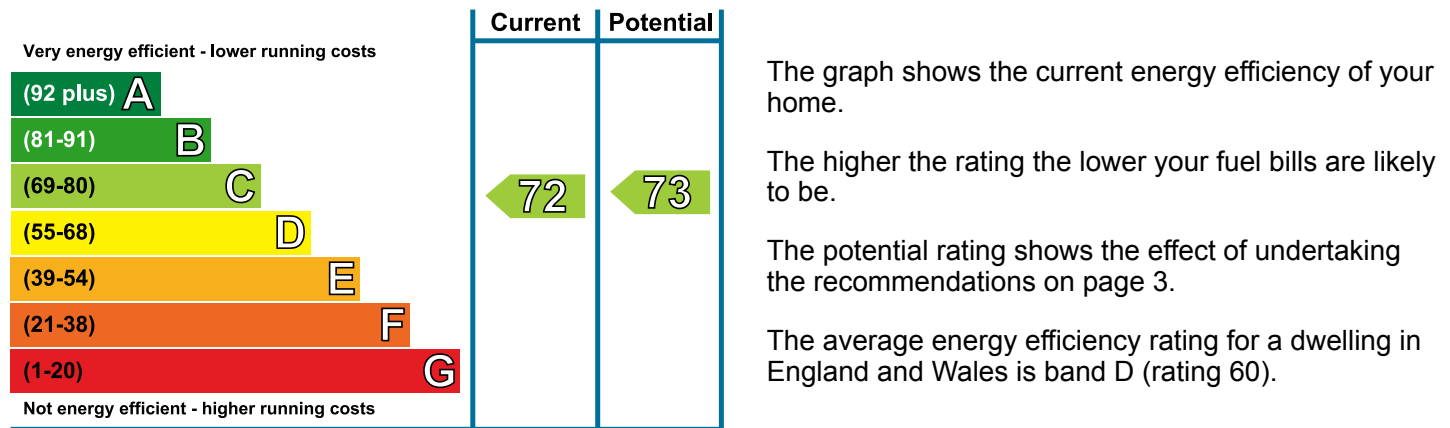 Current Potential
Very energy efficient - lower running costs
(92 plus) A
(81-91) B
(69-80) C
72 73
(55-68) D
(39-54) E
(21-38) F
(1-20) G
Not energy efficient - higher running costs
The graph shows the current energy efficiency of your
home.
The higher the rating the lower your fuel bills are likely
to be.
The potential rating shows the effect of undertaking
the recommendations on page 3.
The average energy efficiency rating for a dwelling in
England and Wales is band D (rating 60).